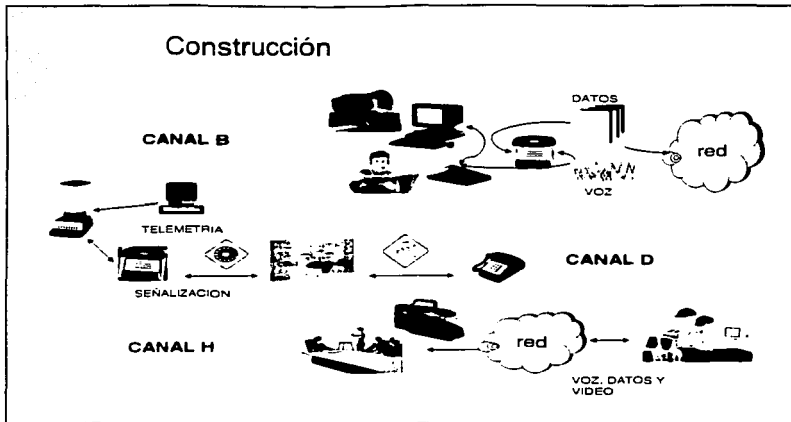 Construcción
DATOS
CANAL B
red
VOZ
TELEMETRIA
CANAL D
SEÑALIZACION
CANAL H
red
VOZ, DATOS Y
VIDEO